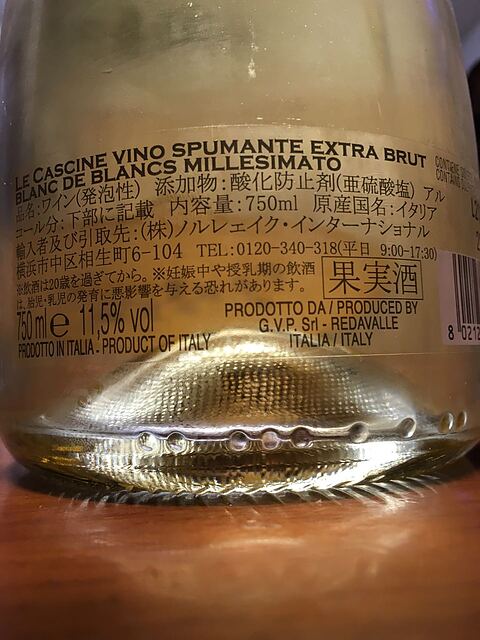 LE CASCINE VINO SPUMANTE EXTRA BRUT
BLANC DE BLANCS MILLESIMATO
品名:ワイン(発泡性) 添加物:酸化防止剤(亜硫酸塩) アル
コール分:下部に記載 内容量:750ml 原産国名:イタリア
輸入者及び引取先:(株)ノルレェイク・インターナショナル
横浜市中区相生町6-104 TEL:0120-340-318(平日 9:00-17:30)
※飲酒は20歳を過ぎてから。※妊娠中や授乳期の飲酒
は、胎児・乳児の発育に悪影響を与える恐れがあります。
果実酒
750 ml e 11,5% vol
PRODOTTO IN ITALIA - PRODUCT OF ITALY
PRODOTTO DA / PRODUCED BY
G.V.P. Srl - REDAVALLE
ITALIA / ITALY
CONTIENE
8 0212